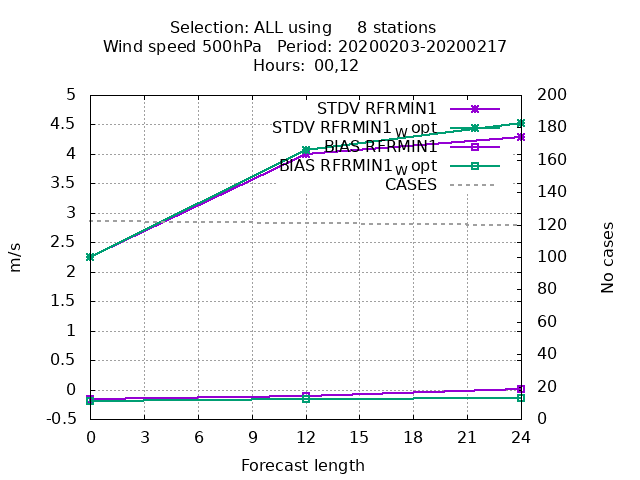 Selection: ALL using 8 stations
Wind speed 500hPa Period: 20200203-20200217
Hours: 00,12
STDV RFRMIN1
STDV RFRMIN1w opt
BIAS RFRMIN1
BIAS RFRMIN1w opt
CASES
5
4.5
4
3.5
3
2.5
2
1.5
1
0.5
0
-0.5
m/s
200
180
160
140
120
100
80
60
40
20
0
No cases
0 3 6 9 12 15 18 21 24
Forecast length